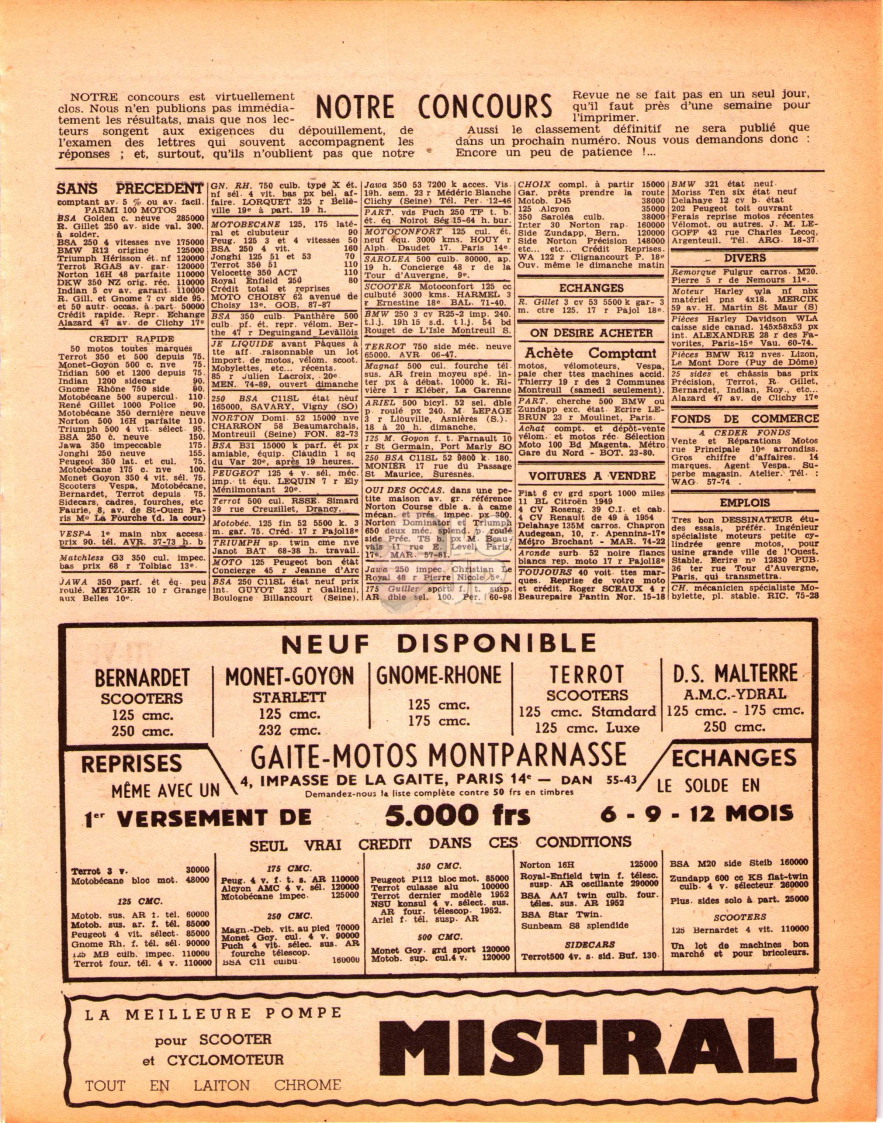 NOTRE CONCOURS
NOTRE concours est virtuellement
clos. Nous n'en publions pas immédia-
tement les résultats, mais que nos lec-
teurs songent aux exigences du dépouillement, de
l'examen des lettres qui souvent accompagnent les
réponses ; et, surtout, qu'ils n'oublient pas que notre
Revue ne se fait pas en un seul jour,
qu'il faut près d'une semaine pour
l'imprimer.
Aussi le classement définitif ne sera publié que
dans un prochain numéro. Nous vous demandons donc :
Encore un peu de patience !...
SANS PRECEDENT
comptant av. 5 % ou av. facil.
PARMI 100 MOTOS
BSA Golden c. neuve 285000
R. Gillet 250 av. side val. 300.
à solder.
BSA 250 4 vitesses nve 175000
BMW R12 origine 125000
Triumph Hérisson ét. nf 120000
Terrot RGAS av gar. 120000
Norton 16H 48 parfaite 110000
DKW 350 NZ orig. réc. 110000
Indian 5 cv av. garant 110000
R. Gill. et Gnome 7 cv side 95.
et 50 autr. occas. à part. 50000
Crédit rapide. Repr. Echange
Alazard 47 av. de Clichy 17e
CREDIT RAPIDE
50 motos toutes marques
Terrot 350 et 500 depuis 75.
Monet-Goyon 500 c. nve 75.
Indian 500 et 1200 depuis 75.
Indian 1200 sidecar 90.
Gnome Rhône 750 side 90.
Motobécane 500 supercul. 110.
René Gillet 1000 Police 90.
Motobécane 350 dernière neuve
Norton 500 16H parfaite 110.
Triumph 500 4 vit. sélect 95.
BSA 250 c. neuve 150.
Jawa 350 impeccable 175.
Jonghi 250 neuve 155.
Peugeot 350 lat. et cul. 75.
Motobécane 175 c. nve 100.
Monet Goyon 350 4 vit. sél. 75.
Scooters Vespa, Motobécane,
Bernardet, Terrot depuis 75.
Sidecars, cadres, fourches, etc
Faurie, 8, av. de St-Ouen Pa-
ris Mo La Fourche (d. la cour)
VESPA 1e main nbx access
prix 90. tél. AVR. 37-73 h. b
Matchless G3 350 cul. impec.
bas prix 68 r Tolbiac 13e.
JAWA 350 parf. ét éq. peu
roulé. METZGER 10 r Grange
aux Belles 10e.
GN. RH. 750 culb. type X ét.
nf sél. 4 vit. bas px bel. af-
faire. LORQUET 325 r Belle-
ville 19e à part. 19 h.
MOTOBECANE 125, 175 laté-
ral et clubuteur 90
Peug. 125, 3 et 4 vitesses 50
BSA 250 4 vit. 160
Jonghi 125 51 et 53 70
Terrot 350 51 110
Velocette 350 ACT 110
Royal Enfield 250 80
Crédit total et reprises
MOTO CHOISY 62 avenue de
Choisy 13e. GOB. 87-87
BSA 350 culb. Panthère 500
culb. pf. ét. repr. vélom. Ber-
the 47 r Deguingand Levallois
JE LIQUIDE avant Pâques à
tte aff. raisonnable un lot
import. de motos, vélom. scoot.
Mobylettes, etc... récents.
85 r Julien Lacroix, 20e
MEN. 74-89, ouvert dimanche
BSA 250 C11SL état neuf
165000, SAVARY, Vigny (SO)
NORTON Domi. 52 15000 nve
CHARRON 58 Beaumarchais,
Montreuil (Seine) FON. 82-73
BSA B31 15000 k parf. ét px
amiable, équip. Claudin 1 sq
du Var 20e, après 19 heures.
PEUGEOT 125 4 v. sél. méc.
imp. tt équ. LEQUIN 7 r Ely
Ménilmontant 20e.
Terrot 500 cul. RSSE. Simard
39 rue Creuzillet, Drancy.
Motobéc. 125 fin 52 5500 k. 3
m. gar. 75. Créd. 17 r Pajol18e
TRIUMPH sp. twin cme nve
Janot BAT 68-38 h. travail.
MOTO 125 Peugeot bon état
Concierge 45 r Jeanne d'Arc
BSA 250 C11SL état neuf prix
int. GUYOT 233 r Gallieni,
Boulogne Billancourt (Seine).
Jawa 350 53 7200 k acces. Vis.
19h. sem. 23 r Médéric Blanche
Clichy (Seine) Tél. Per. 12-46
PART. vds Puch 250 TF t. b.
ét. éq. Noirot Ség. 15-64 h. bur.
MOTOCONFORT 125 cul. ét.
neuf équ. 3000 kms. HOUY r
Alph. Daudet 17. Paris 14e
SAROLEA 500 culb. 80000, ap.
19 h. Concierge 48 r de la
Tour d'Auvergne, 9e.
SCOOTER Motoconfort 125 cc
culbuté 3000 kms. HARMEL 3
r Ernestine 18e BAL. 71-40.
BMW 250 3 cv R25-2 imp. 240.
t.l.j. 19h 15 s.d. t.l.j. 54 bd
Rouget de L'Isle Montreuil S.
TERROT 750 side méc. neuve
65000. AVR. 06-47.
Magnat 500 cul. fourche tél.
sus. AR frein moyeu spé. in-
ter px à débat. 10000 k. Ri-
vière 1 r Kléber, La Garenne
ARIEL 500 bicyl. 52 sel. dble
p. roulé px 240. M. LEPAGE
3 r Liouville, Asnières (S.).
18 à 20 h. dimanche.
125 M. Goyon f. t. Farnault 10
r St Germain, Port Marly SO
250 BSA C11SL 52 9800 k 180.
MONIER 17 rue du Passage
St Maurice, Suresnes.
OUI DES OCCAS. dans une pe-
tite maison av. gr. référence
Norton Course dble a. à came
mécan. et prés. impec. px 300.
Norton Dominator et Triumph
650 deux méc. splend. p. roulé
side Préc. TS b. px M. Beau-
vais 11 rue E. Level, Paris,
17e. MAR. 57-81.
Jawa 250 impec. Christian Le
Royal 48 r Pierre Nicole 5e.
175 Guiller sport f. t. susp.
AR dble sel. 100. Per. 60-98
CHOIX compl. à partir 15000
Gar. prêts prendre la route
Motob. D45 38000
125 Alcyon 35000
350 Saroléa culb. 38000
Inter 30 Norton rap. 160000
Side Zundapp, Bern. 120000
Side Norton Précision 148000
etc... etc... Crédit Reprises.
WA 122 r Clignancourt P. 18e
Ouv. même le dimanche matin
ECHANGES
R. Gillet 3 cv 53 5500 k gar- 3
m. ctre 125. 17 r Pajol 18e.
ON DESIRE ACHETER
Achète Comptant
motos, vélomoteurs, Vespa,
paie cher ttes machines accid.
Thierry 19 r des 2 Communes
Montreuil (samedi seulement).
PART. cherche 500 BMW ou
Zundapp exc. état Ecrire LE-
BRUN 23 r Moulinet, Paris.
Achat compt. et dépôt-vente
vélom. et motos réc. Sélection
Moto 100 Bd Magenta. Métro
Gare du Nord - BOT. 23-80.
VOITURES A VENDRE
Fiat 6 cv grd sport 1000 miles
11 BL Citroën 1949
4 CV Roseng. 39 C.I. et cab.
4 CV Renault de 49 à 1954
Delahaye 135M carros. Chapron
Audegean, 10, r. Apennins-17e
Métro Brochant - MAR. 74-22
Aronde surb. 52 noire flancs
blancs rep. moto 17 r Pajol18e
TOUJOURS 40 voit. ttes mar-
ques. Reprise de votre moto
et crédit. Roger SCEAUX 4 r
Beaurepaire Pantin Nor. 15-18
BMW 321 état neuf
Moriss Ten six état neuf
Delahaye 12 cv b. état
202 Peugeot toit ouvrant
Ferais reprise motos récentes
Vélomot. ou autres. J. M. LE-
GOFF 42 rue Charles Lecoq,
Argenteuil. Tél. ARG. 18-37.
DIVERS
Remorque Fulgur carros. M20.
Pierre 5 r de Nemours 11e.
Moteur Harley wla nf nbx
matériel pns 4x18. MERCIK
59 av. H. Martin St Maur (S)
Pièces Harley Davidson WLA
caisse side canad. 145x58x53 px
int. ALEXANDRE 28 r des Fa-
vorites, Paris-15e Vau. 60-74.
Pièces BMW R12 nves. Lizon,
Le Mont Dore (Puy de Dôme)
25 sides et châssis bas prix
Précision, Terrot, R. Gillet,
Bernardet, Indian, Roy., etc...
Alazard 47 av. de Clichy 17e
FONDS DE COMMERCE
A CEDER FONDS
Vente et Réparations Motos
rue Principale 10e arrondiss.
Gros chiffre d'affaires. 14
marques. Agent Vespa. Su-
perbe magasin. Atelier. Tél. :
WAG 57-74 .
EMPLOIS
Tres bon DESSINATEUR étu-
des essais, préfér. Ingénieur
spécialiste moteurs petite cy-
lindrée genre motos, pour
usine grande ville de l'Ouest.
Stable. Ecrire no 12830 PUB-
36 ter rue Tour d'Auvergne,
Paris, qui transmettra.
CH. mécanicien spécialiste Mo-
bylette, pl. stable. RIC. 75-28
NEUF DISPONIBLE
BERNARDET
SCOOTERS
125 cmc.
250 cmc.
MONET-GOYON
STARLETT
125 cmc.
232 cmc.
GNOME-RHONE
125 cmc.
175 cmc.
TERROT
SCOOTERS
125 cmc. Standard
125 cmc. Luxe
D.S. MALTERRE
A.M.C.-YDRAL
125 cmc. - 175 cmc.
250 cmc.
REPRISES
MÊME AVEC UN
GAITE-MOTOS MONTPARNASSE
4, IMPASSE DE LA GAITE, PARIS 14e — DAN 55-43
Demandez-nous la liste complète contre 50 frs en timbres
ECHANGES
LE SOLDE EN
1er VERSEMENT DE 5.000 frs 6 - 9 - 12 MOIS
SEUL VRAI CREDIT DANS CES CONDITIONS
Terrot 3 v. 30000
Motobécane bloc mot. 48000
125 CMC.
Motob. sus. AR t. tel. 60000
Motob. sus. ar. f. tél. 85000
Peugeot 4 vit. sélect. 85000
Gnome Rh. f. tél. sél. 90000
125 MB culb. impec. 110000
Terrot four. tél. 4 v. 110000
175 CMC.
Peug. 4 v. f. t. s. AR 110000
Alcyon AMC 4 v. sél. 120000
Motobécane impec. 125000
250 CMC.
Magn.-Deb. vit. au pied 70000
Monet Goy. cul. 4 v. 90000
Puch 4 vit. sélec. sus. AR
fourche télescop.
BSA C11 culbu 160000
350 CMC.
Peugeot P112 bloc mot. 85000
Terrot culasse alu 100000
Terrot dernier modèle 1952
NSU konsul 4 v. sélect. sus.
AR four. télescop. 1952.
Ariel f. tél. susp. AR
500 CMC.
Monet Goy. grd sport 120000
Motob. sup. cul.4 v. 120000
Norton 16H 125000
Royal-Enfield twin f. télesc.
susp. AR oscillante 290000
BSA AA7 twin culb. four.
téles. sus. AR 1952
BSA Star Twin.
Sunbeam S8 splendide
SIDECARS
Terrot500 4v. s. sid. Buf. 130.
BSA M20 side Steib 160000
Zundapp 600 cc KS flat-twin
culb. 4 v. sélecteur 260000
Plus. sides solo à part. 25000
SCOOTERS
125 Bernardet 4 vit. 110000
Un lot de machines bon
marché et pour bricoleurs.
LA MEILLEURE POMPE
pour SCOOTER
et CYCLOMOTEUR
TOUT EN LAITON CHROME
MISTRAL